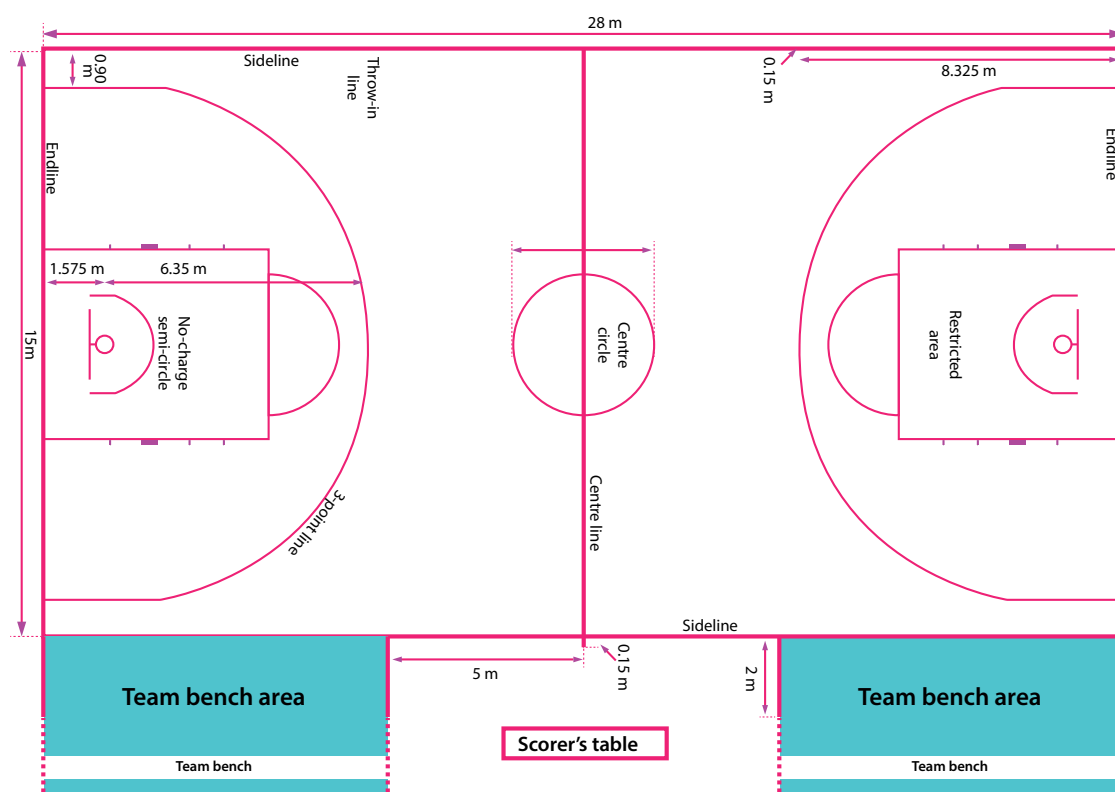 28 m
Sideline
0.90
m
Throw-in
line
0.15 m
8.325 m
Endline
Endline
1.575 m
6.35 m
15m
No-charge
semi-circle
Centre
circle
Restricted
area
3-point line
Centre line
Sideline
5 m
0.15 m
2 m
Team bench area
Team bench area
Scorer's table
Team bench
Team bench